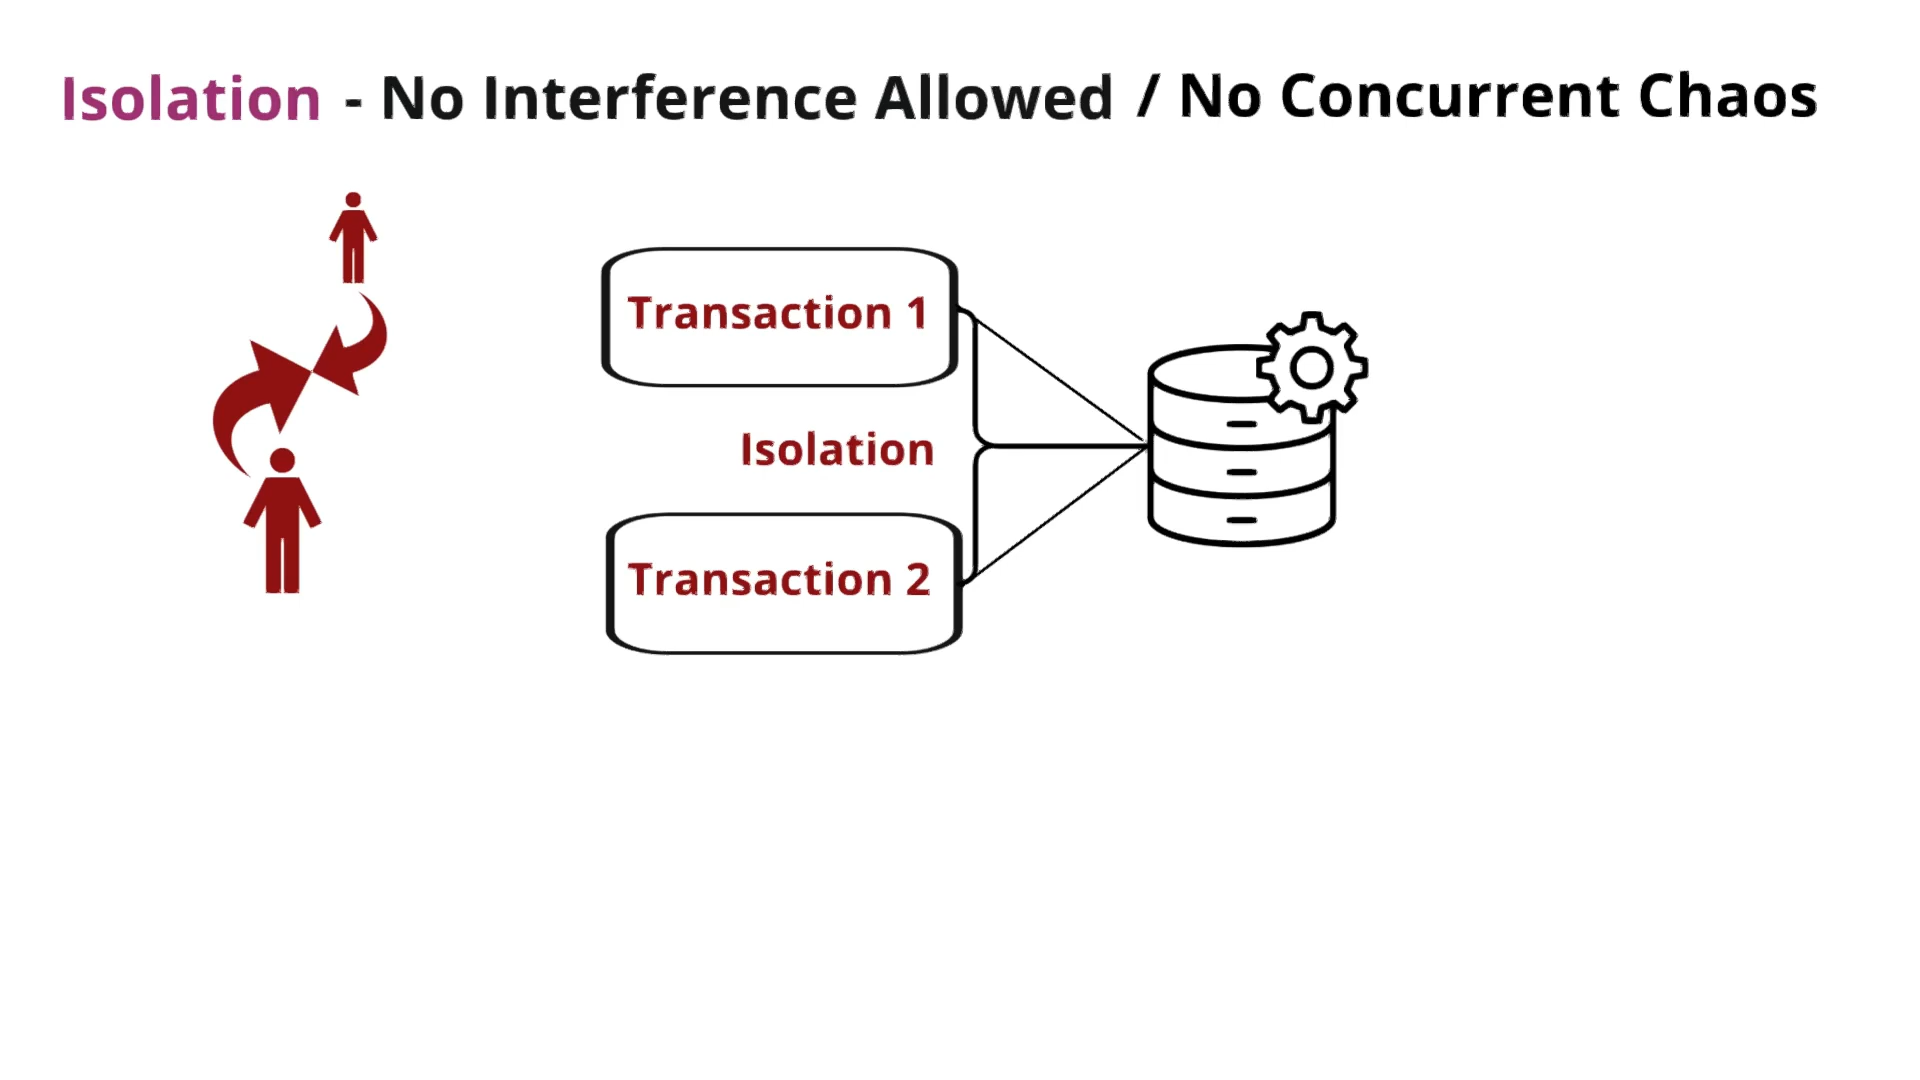 Isolation - No Interference Allowed / No Concurrent Chaos
Transaction 1
Isolation
Transaction 2